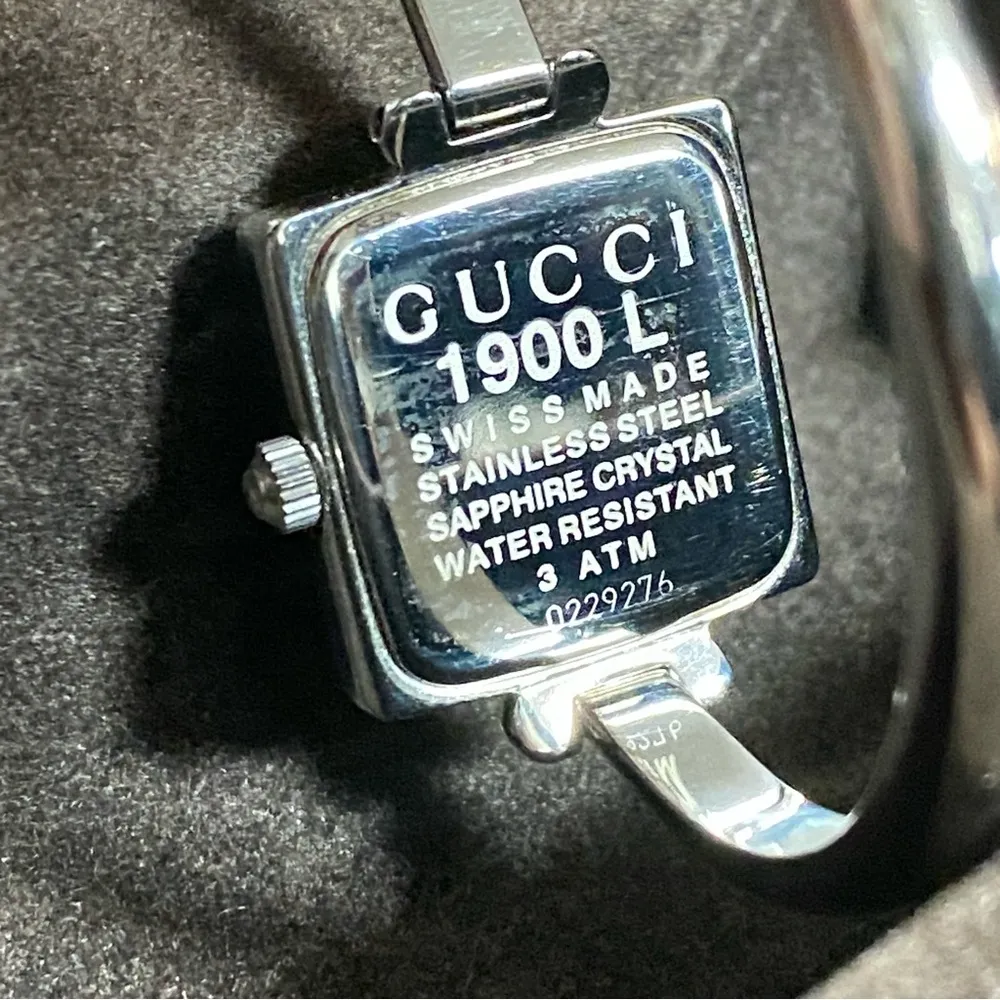 GUCCI
1900 L
SWISS MADE
STAINLESS STEEL
SAPPHIRE CRYSTAL
WATER RESISTANT
3 ATM
0229276